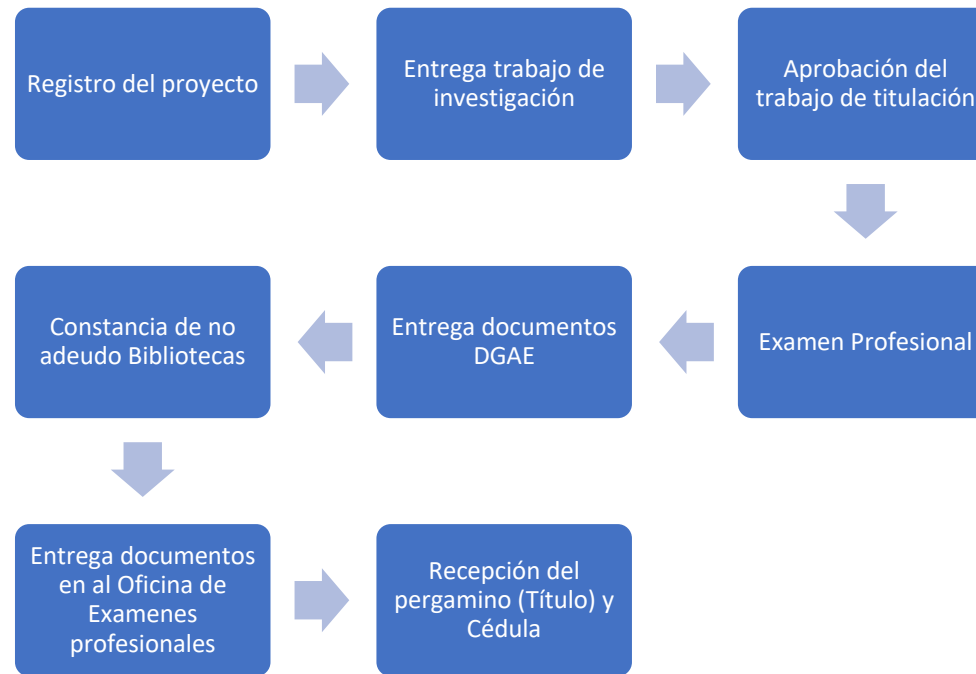 Registro del proyecto
Entrega trabajo de
investigación
Aprobación del
trabajo de titulación
Examen Profesional
Entrega documentos
DGAE
Constancia de no
adeudo Bibliotecas
Entrega documentos
en al Oficina de
Examenes
profesionales
Recepción del
pergamino (Título) y
Cédula